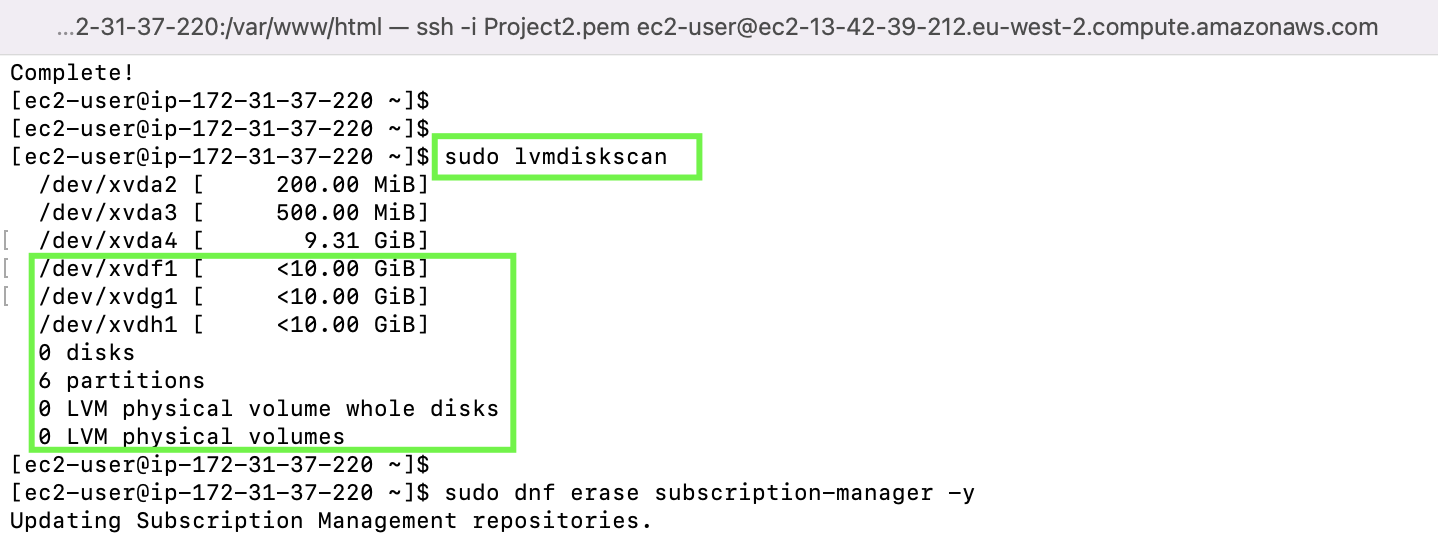 ...2-31-37-220:/var/www/html — ssh -i Project2.pem ec2-user@ec2-13-42-39-212.eu-west-2.compute.amazonaws.com
Complete!
[ec2-user@ip-172-31-37-220 ~]$
[ec2-user@ip-172-31-37-220 ~]$
[ec2-user@ip-172-31-37-220 ~]$ sudo lvmdiskscan
  /dev/xvda2 [     200.00 MiB]
  /dev/xvda3 [     500.00 MiB]
[ /dev/xvda4 [       9.31 GiB]
[ /dev/xvdf1 [     <10.00 GiB]
[ /dev/xvdg1 [     <10.00 GiB]
  /dev/xvdh1 [     <10.00 GiB]
  0 disks
  6 partitions
  0 LVM physical volume whole disks
  0 LVM physical volumes
[ec2-user@ip-172-31-37-220 ~]$
[ec2-user@ip-172-31-37-220 ~]$ sudo dnf erase subscription-manager -y
Updating Subscription Management repositories.